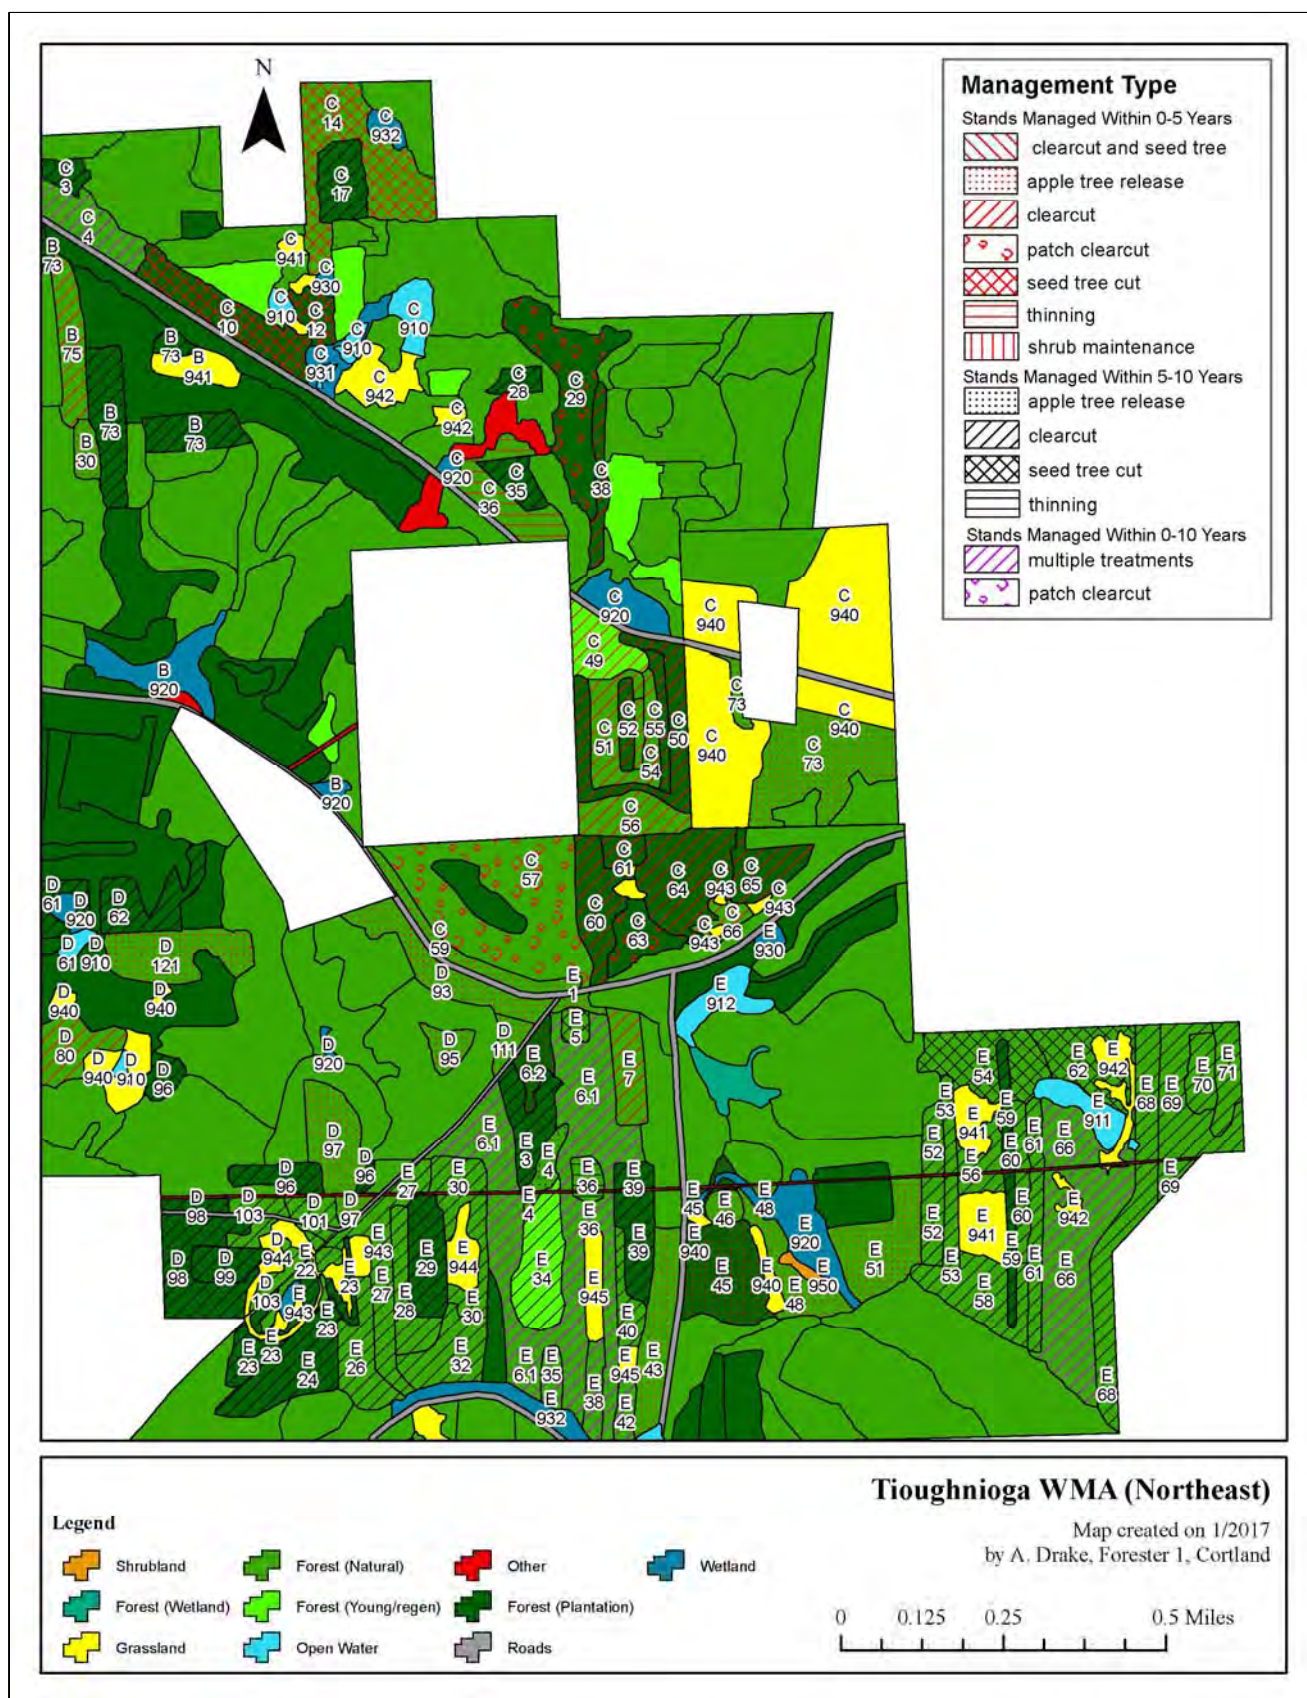 N
Management Type
Stands Managed Within 0-5 Years
clearcut and seed tree
apple tree release
clearcut
patch clearcut
seed tree cut
thinning
shrub maintenance
Stands Managed Within 5-10 Years
apple tree release
clearcut
seed tree cut
thinning
Stands Managed Within 0-10 Years
multiple treatments
patch clearcut
C
14
C
932
C
3
C
17
C
4
B
73
C
941
C
930
C
910
C
10
C
12
C
910
C
910
B
75
B
73
B
941
C
931
C
942
C
28
C
29
C
942
B
73
B
73
B
30
C
920
C
36
C
35
C
38
C
920
C
940
C
940
C
49
B
920
C
73
C
51
C
52
C
55
C
50
C
54
C
940
C
940
C
73
B
920
C
56
C
57
C
61
C
64
C
943
C
65
C
943
D
61
D
920
D
62
C
60
C
63
C
943
C
66
E
930
D
61
D
910
D
121
C
59
D
93
E
1
E
912
D
940
D
940
D
80
D
940
D
910
D
96
D
920
D
95
D
111
E
5
E
6.2
E
6.1
E
7
E
54
E
62
E
942
E
70
E
71
E
53
E
941
E
59
E
911
E
68
E
69
D
97
E
6.1
E
3
E
4
E
52
E
60
E
61
E
66
E
56
D
96
D
96
E
27
E
30
E
36
E
39
E
69
D
98
D
103
D
101
D
97
E
4
E
36
E
45
E
46
E
48
E
920
E
52
E
941
E
60
E
942
D
98
D
99
D
944
E
22
E
943
E
23
E
27
E
29
E
944
E
34
E
39
E
940
E
45
E
940
E
48
E
950
E
51
E
53
E
59
E
61
E
66
E
58
D
103
E
943
E
23
E
28
E
30
E
945
E
40
E
23
E
23
E
24
E
26
E
32
E
6.1
E
35
E
945
E
43
E
38
E
932
E
42
E
68
Tioughnioga WMA (Northeast)
Map created on 1/2017
by A. Drake, Forester 1, Cortland
Legend
Shrubland
Forest (Natural)
Other
Wetland
Forest (Wetland)
Forest (Young/regen)
Forest (Plantation)
Grassland
Open Water
Roads
0 0.125 0.25 0.5 Miles